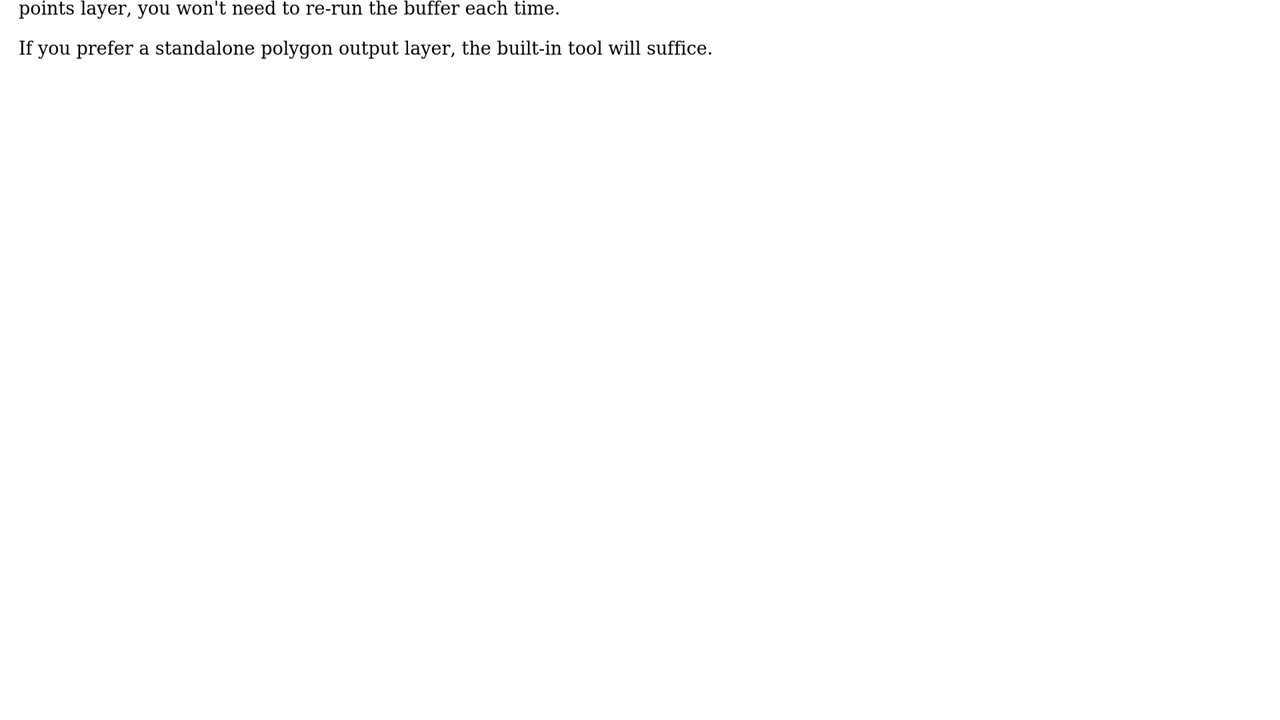 points layer, you won't need to re-run the buffer each time.
If you prefer a standalone polygon output layer, the built-in tool will suffice.